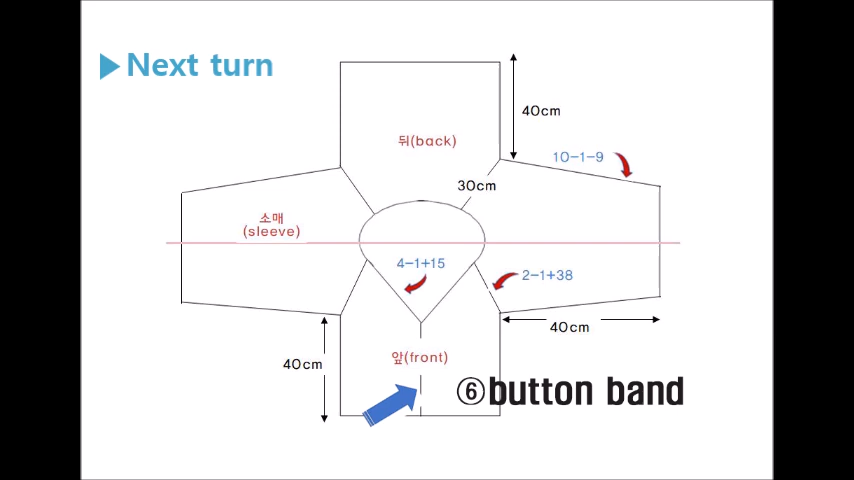 ▶Next turn
40cm
뒤(back)
10-1-9
30cm
소매
(sleeve)
4-1+15
2-1+38
40cm
앞(front)
40cm
⑥button band